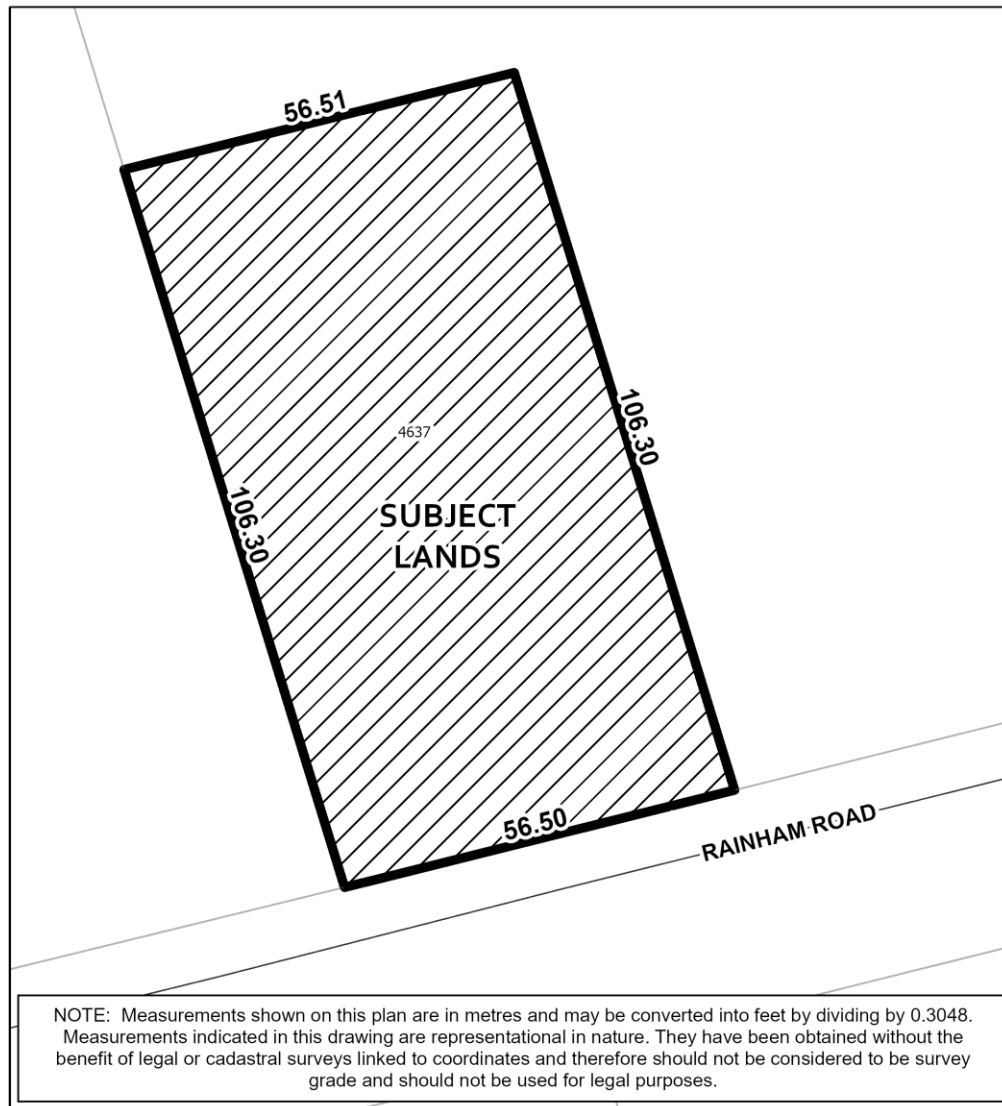 56.51
106.30
4637
106.30
SUBJECT
LANDS
56.50
RAINHAM ROAD
NOTE: Measurements shown on this plan are in metres and may be converted into feet by dividing by 0.3048.
Measurements indicated in this drawing are representational in nature. They have been obtained without the
benefit of legal or cadastral surveys linked to coordinates and therefore should not be considered to be survey
grade and should not be used for legal purposes.